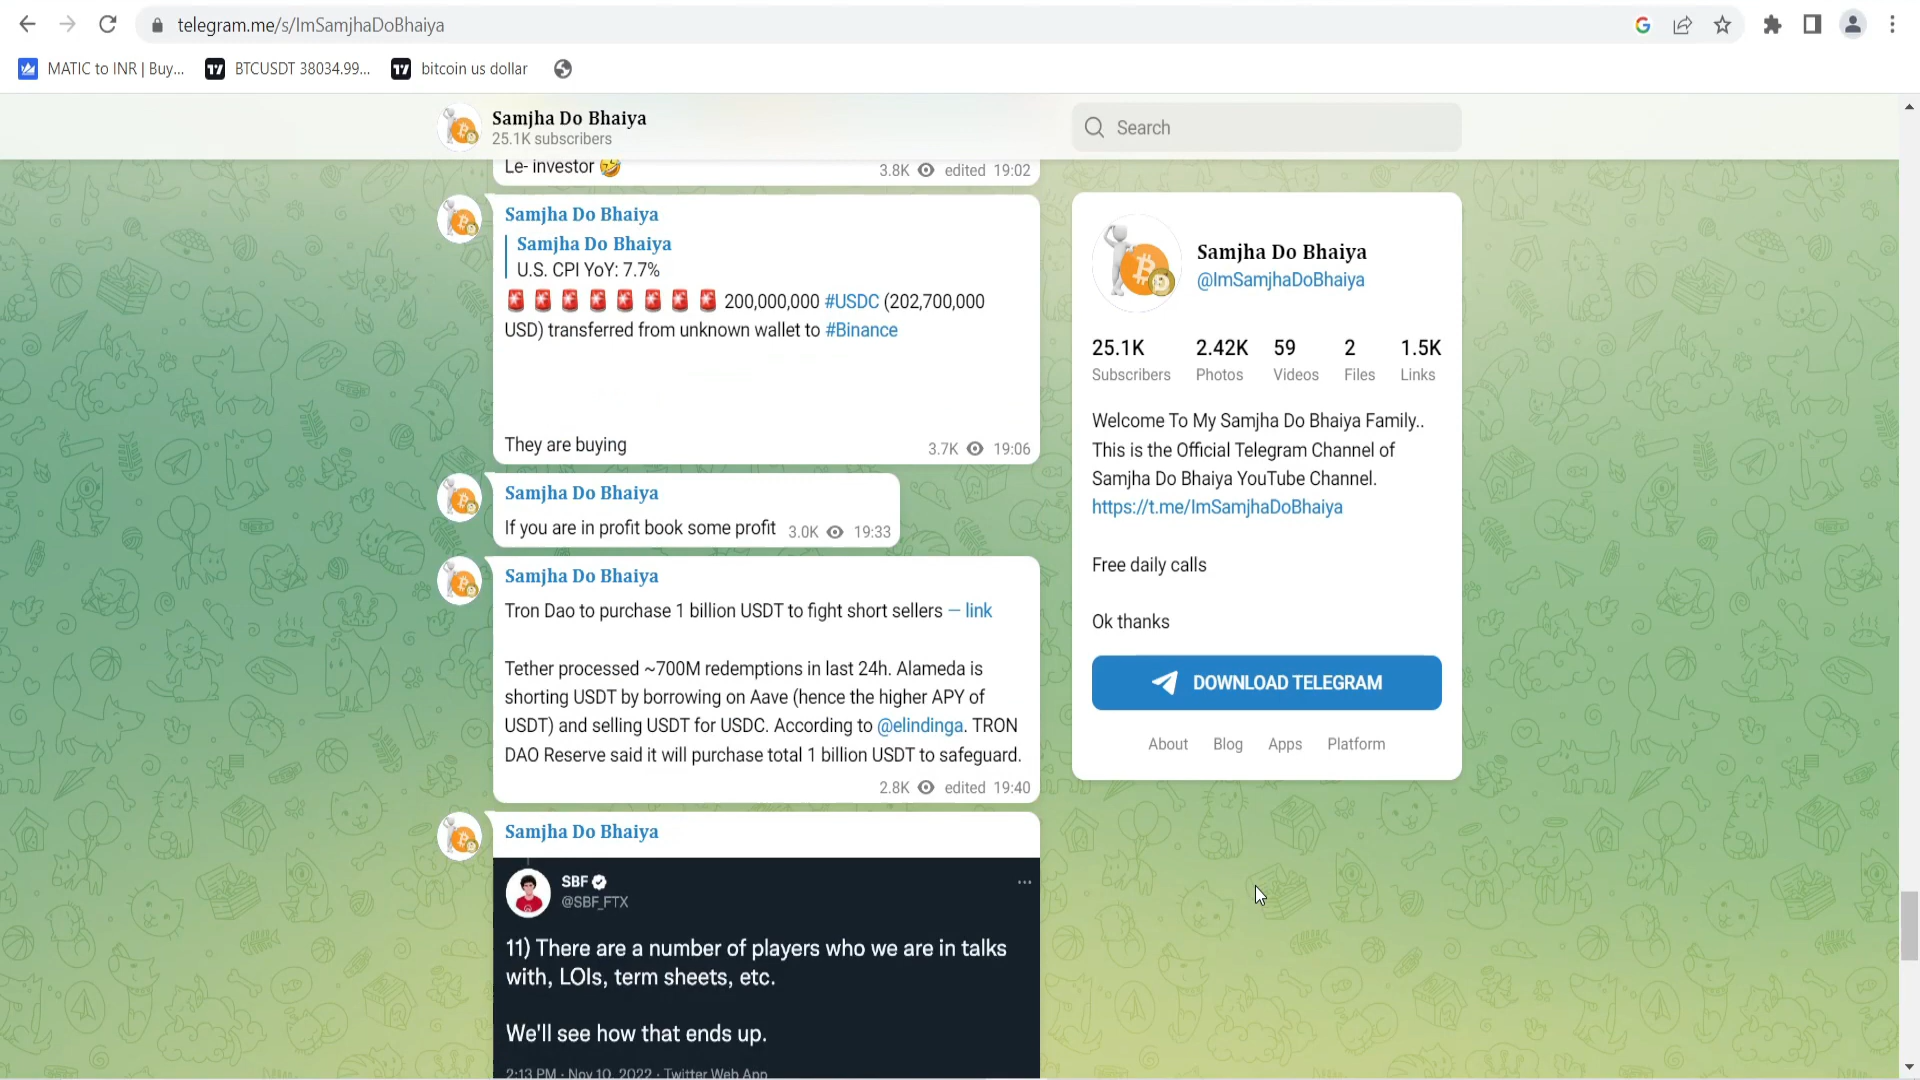 telegram.me/s/ImSamjhaDoBhaiya
MATIC to INR | Buy...
BTCUSDT 38034.99...
bitcoin us dollar
Samjha Do Bhaiya
25.1K subscribers
Search
Le- investor 🤣
3.8K edited 19:02
Samjha Do Bhaiya
Samjha Do Bhaiya
U.S. CPI YoY: 7.7%
🚨 🚨 🚨 🚨 🚨 🚨 🚨 🚨 200,000,000 #USDC (202,700,000
USD) transferred from unknown wallet to #Binance
They are buying
3.7K 19:06
Samjha Do Bhaiya
If you are in profit book some profit 3.0K 19:33
Samjha Do Bhaiya
Tron Dao to purchase 1 billion USDT to fight short sellers — link
Tether processed ~700M redemptions in last 24h. Alameda is
shorting USDT by borrowing on Aave (hence the higher APY of
USDT) and selling USDT for USDC. According to @elindinga. TRON
DAO Reserve said it will purchase total 1 billion USDT to safeguard.
2.8K edited 19:40
Samjha Do Bhaiya
SBF
@SBF_FTX
11) There are a number of players who we are in talks
with, LOIs, term sheets, etc.
We'll see how that ends up.
2:13 PM · Nov 10, 2022 · Twitter Web App
Samjha Do Bhaiya
@ImSamjhaDoBhaiya
25.1K 2.42K 59 2 1.5K
Subscribers Photos Videos Files Links
Welcome To My Samjha Do Bhaiya Family..
This is the Official Telegram Channel of
Samjha Do Bhaiya YouTube Channel.
https://t.me/ImSamjhaDoBhaiya
Free daily calls
Ok thanks
DOWNLOAD TELEGRAM
About Blog Apps Platform